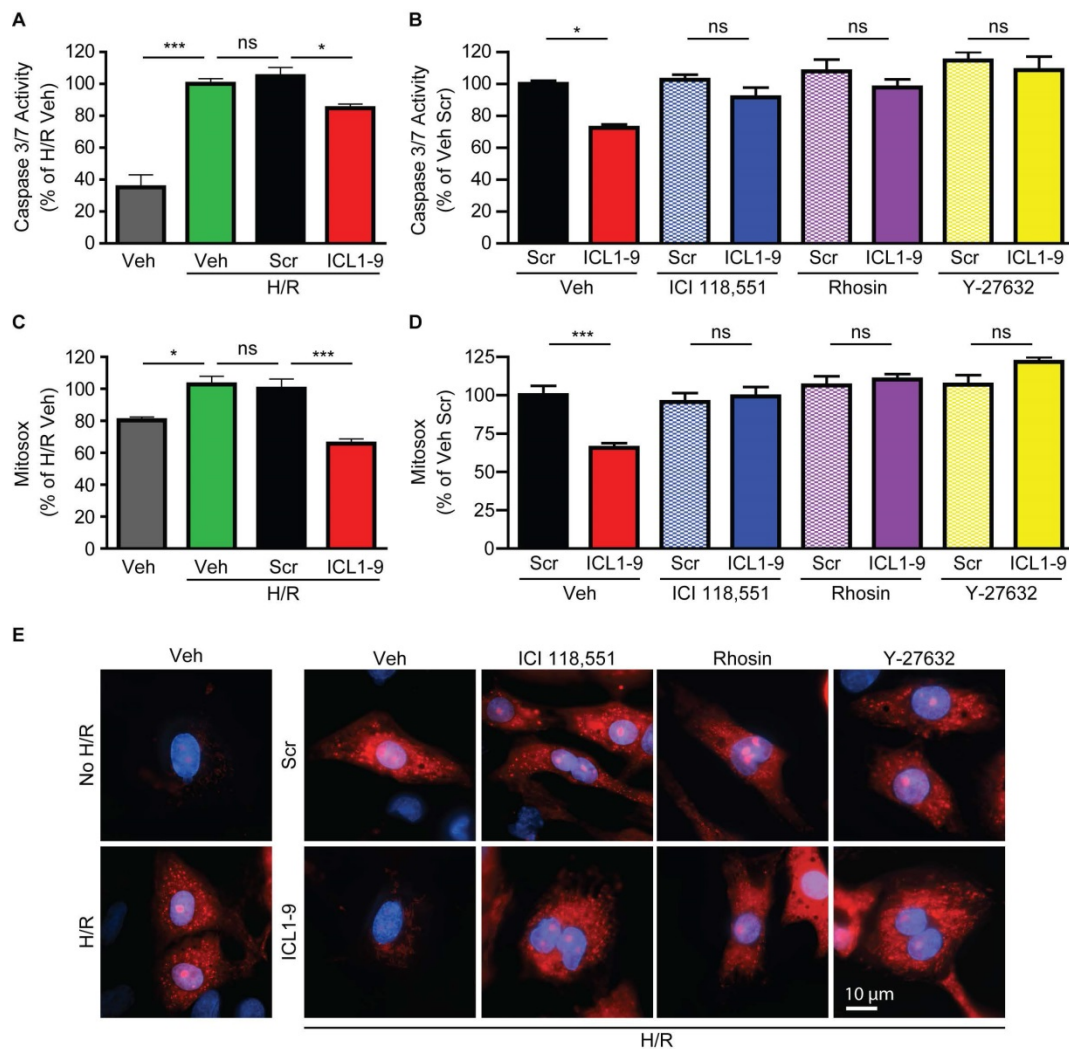 A
Caspase 3/7 Activity
(% of H/R Veh)
120
100
80
60
40
20
0
***
ns
*
Veh
Veh
Scr
ICL1-9
H/R
B
Caspase 3/7 Activity
(% of Veh Scr)
120
100
80
60
40
20
0
*
ns
ns
ns
Scr ICL1-9 Scr ICL1-9 Scr ICL1-9 Scr ICL1-9
Veh
ICI 118,551
Rhosin
Y-27632
C
Mitosox
(% of H/R Veh)
120
100
80
60
40
20
0
*
ns
***
Veh
Veh
Scr
ICL1-9
H/R
D
Mitosox
(% of Veh Scr)
125
100
75
50
25
0
***
ns
ns
ns
Scr ICL1-9 Scr ICL1-9 Scr ICL1-9 Scr ICL1-9
Veh
ICI 118,551
Rhosin
Y-27632
E
Veh
Veh
ICI 118,551
Rhosin
Y-27632
No H/R
Scr
H/R
ICL1-9
10 µm
H/R